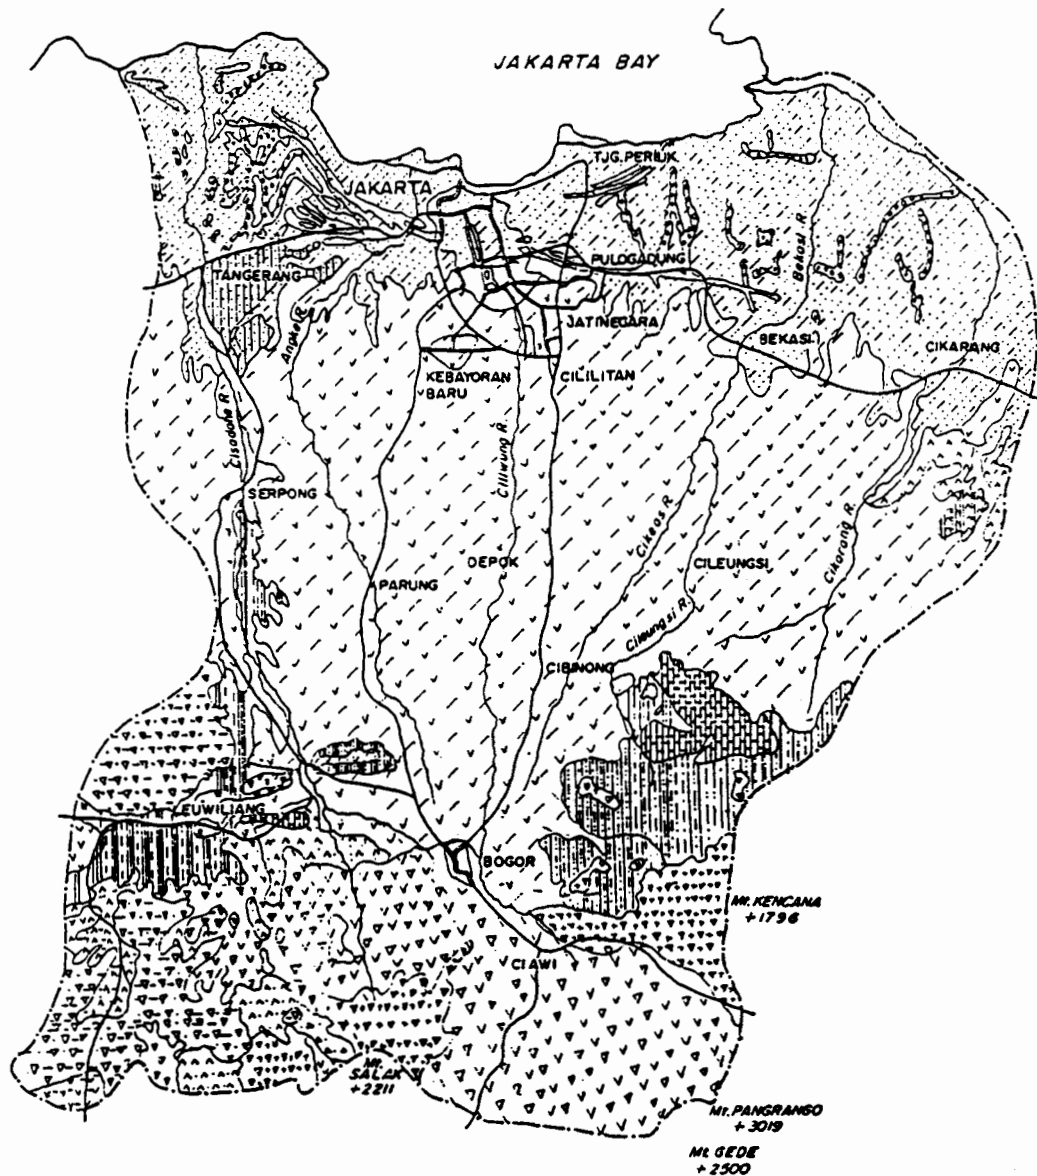 JAKARTA BAY
TJG. PERIUK
JAKARTA
PULOGADUNG
TANGERANG
Bekasi R.
Angke R.
JATINEGARA
BEKASI
CIKARANG
KEBAYORAN
BARU
CILILITAN
Cisadane R.
Ciliwung R.
SERPONG
Cikeas R.
Cikarang R.
DEPOK
CILEUNGSI
PARUNG
Cileungsi R.
CIBINONG
LEUWILIANG
BOGOR
Mt. KENCANA
+1796
CIAWI
Mt.
SALAK
+2211
Mt. PANGRANGO
+3019
Mt. GEDE
+2500